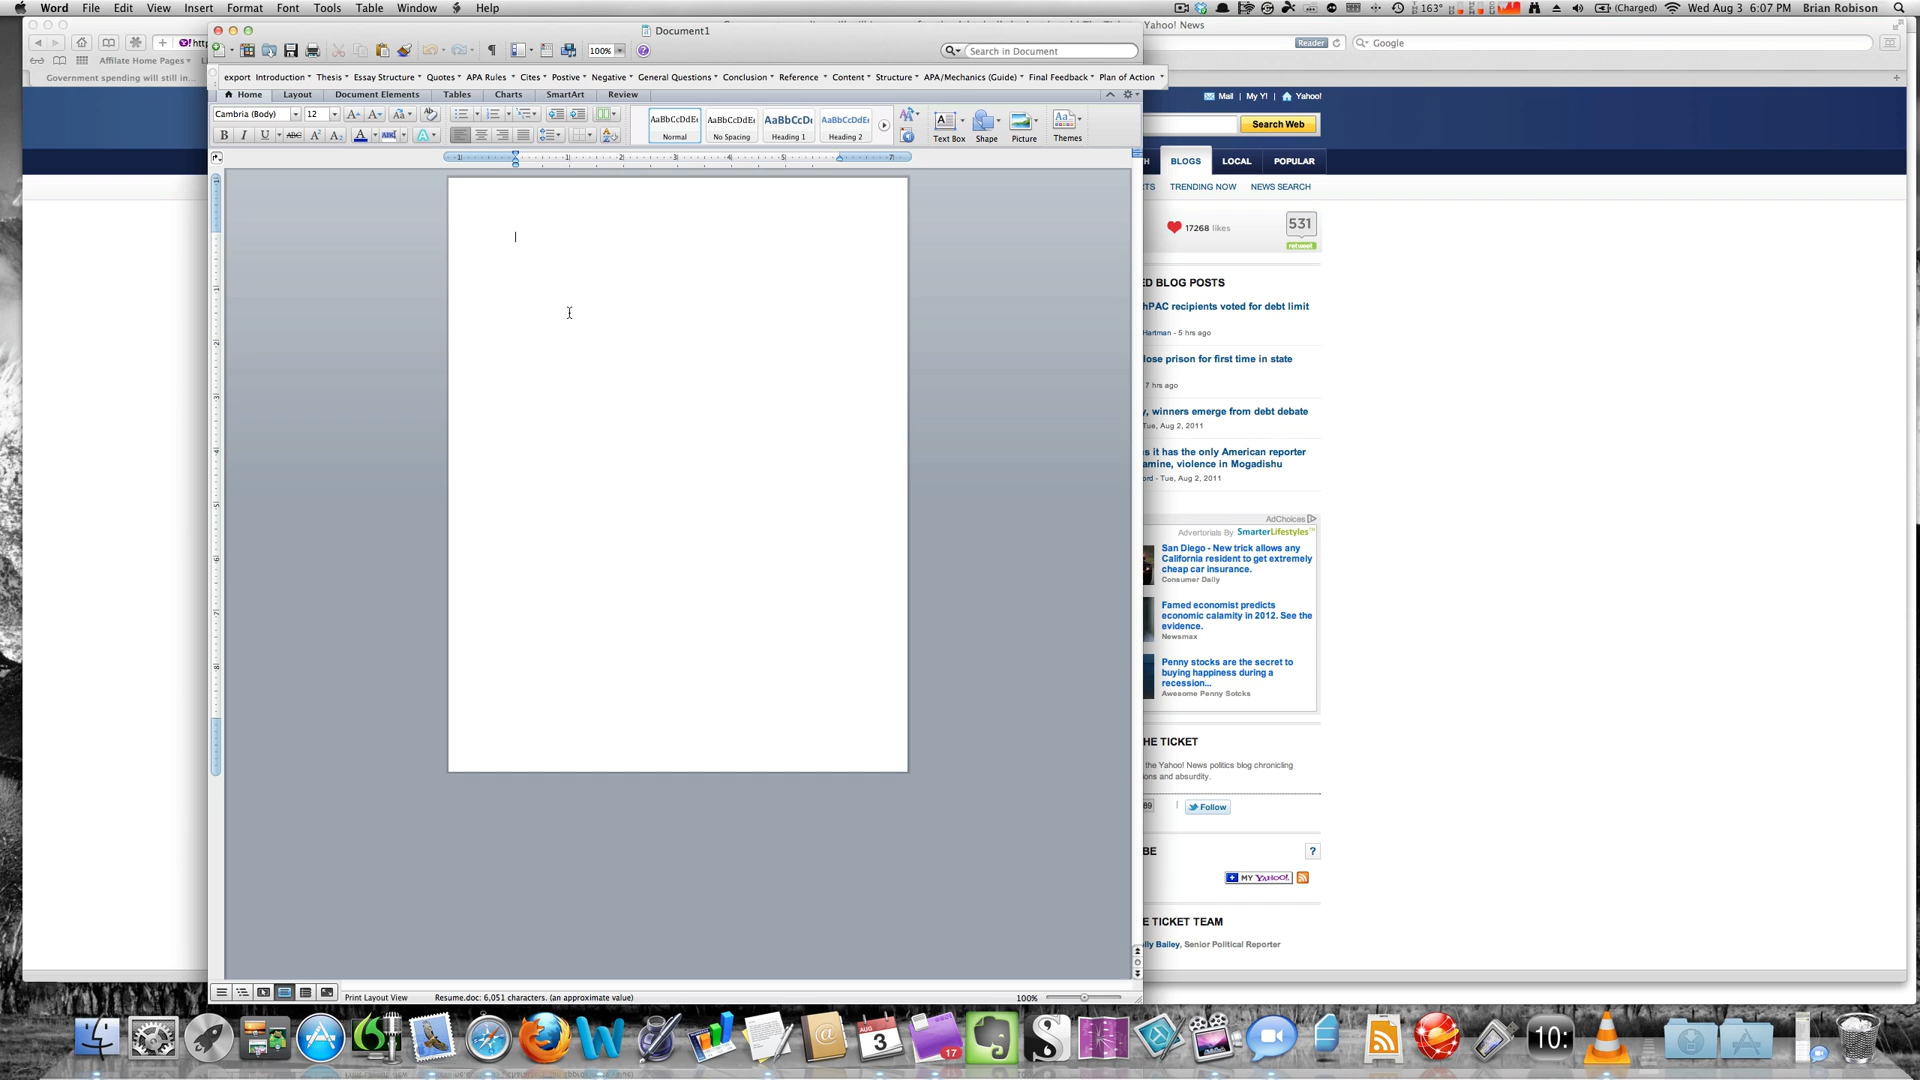 Word File Edit View Insert Format Font Tools Table Window Help
163° (Charged) Wed Aug 3 6:07 PM Brian Robison
Document1
Yahoo! News
100%
Search in Document
Reader
Google
Affilate Home Pages
Government spending will still in...
export Introduction Thesis Essay Structure Quotes APA Rules Cites Postive Negative General Questions Conclusion Reference Content Structure APA/Mechanics (Guide) Final Feedback Plan of Action
Home Layout Document Elements Tables Charts SmartArt Review
Mail | My Y! | Yahoo!
Cambria (Body) 12
AaBbCcDdEe AaBbCcDdEe AaBbCcDc AaBbCcDdEe
Normal No Spacing Heading 1 Heading 2
Text Box Shape Picture Themes
Search Web
BLOGS LOCAL POPULAR
TRENDING NOW NEWS SEARCH
17268 likes
531
retweet
ED BLOG POSTS
hPAC recipients voted for debt limit
Hartman - 5 hrs ago
lose prison for first time in state
7 hrs ago
y, winners emerge from debt debate
Tue, Aug 2, 2011
s it has the only American reporter
amine, violence in Mogadishu
ord - Tue, Aug 2, 2011
AdChoices
Advertorials By SmarterLifestyles™
San Diego - New trick allows any
California resident to get extremely
cheap car insurance.
Consumer Daily
Famed economist predicts
economic calamity in 2012. See the
evidence.
Newsmax
Penny stocks are the secret to
buying happiness during a
recession...
Awesome Penny Sotcks
HE TICKET
the Yahoo! News politics blog chronicling
ons and absurdity.
89
Follow
BE
?
MY YAHOO!
E TICKET TEAM
lly Bailey, Senior Political Reporter
Print Layout View Resume.doc: 6,051 characters. (an approximate value)
100%
AUG
3
17
10: